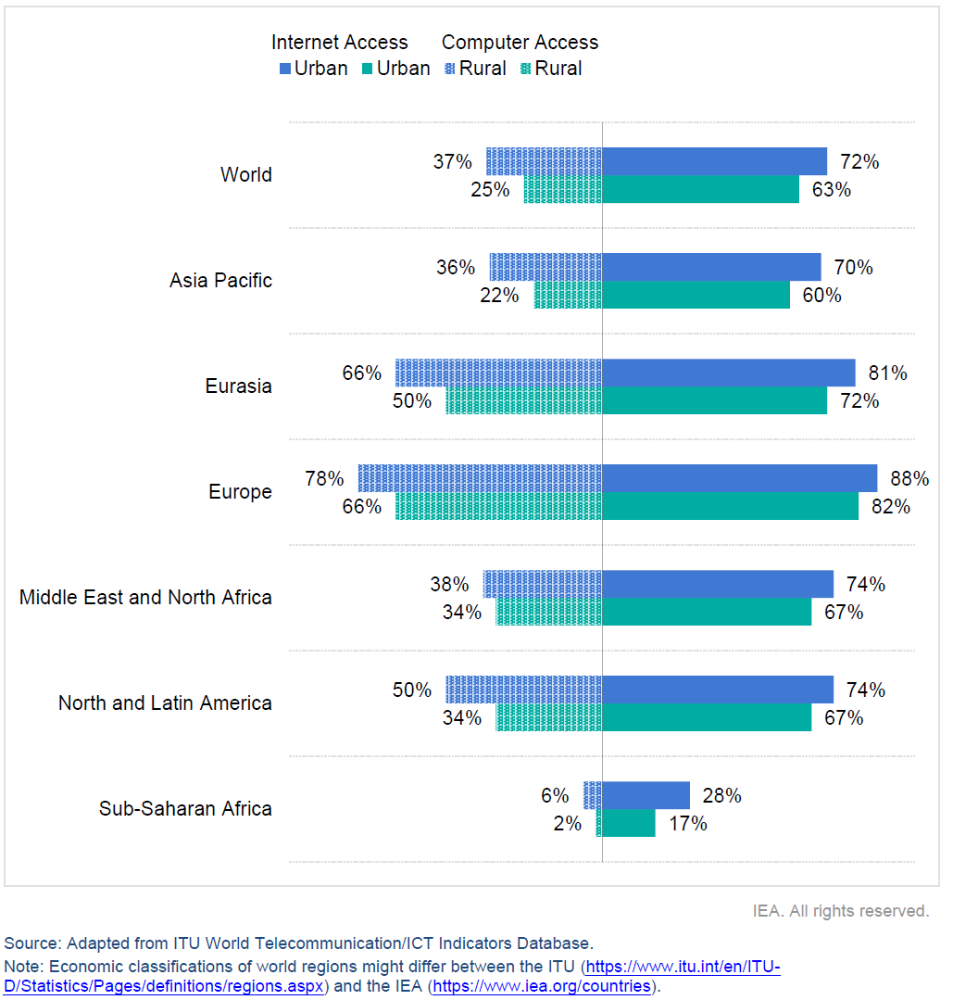 Internet Access Computer Access
Urban Urban Rural Rural
World
37% 72%
25% 63%
Asia Pacific
36% 70%
22% 60%
Eurasia
66% 81%
50% 72%
Europe
78% 88%
66% 82%
Middle East and North Africa
38% 74%
34% 67%
North and Latin America
50% 74%
34% 67%
Sub-Saharan Africa
6% 28%
2% 17%
IEA. All rights reserved.
Source: Adapted from ITU World Telecommunication/ICT Indicators Database.
Note: Economic classifications of world regions might differ between the ITU (https://www.itu.int/en/ITU-
D/Statistics/Pages/definitions/regions.aspx) and the IEA (https://www.iea.org/countries).